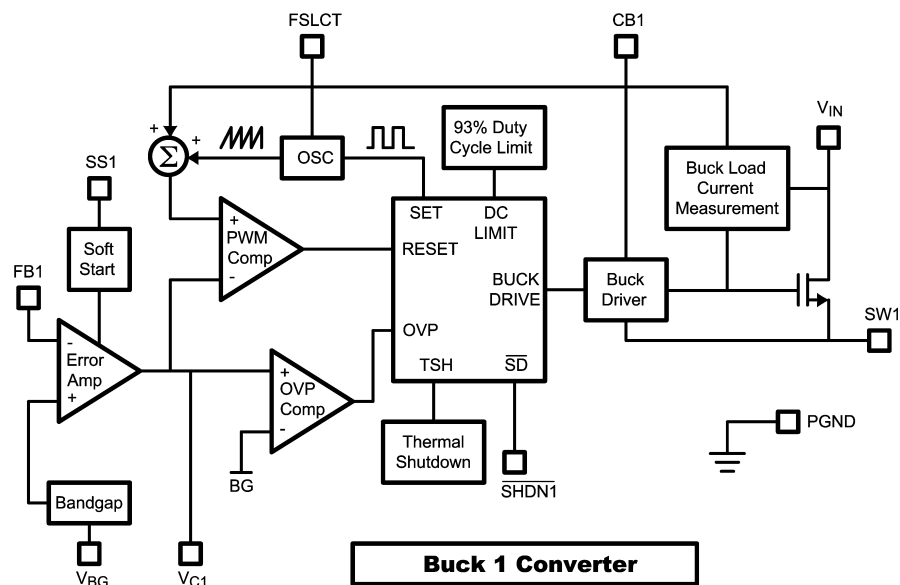 FSLCT
CB1
VIN
+
+
Σ
OSC
93% Duty
Cycle Limit
SS1
Buck Load
Current
Measurement
SET
DC
LIMIT
+
PWM
Comp
-
RESET
Soft
Start
FB1
BUCK
DRIVE
Buck
Driver
SW1
OVP
-
Error
Amp
+
TSH
SD
+
OVP
Comp
-
PGND
Thermal
Shutdown
BG
SHDN1
Bandgap
VBG
VC1
Buck 1 Converter